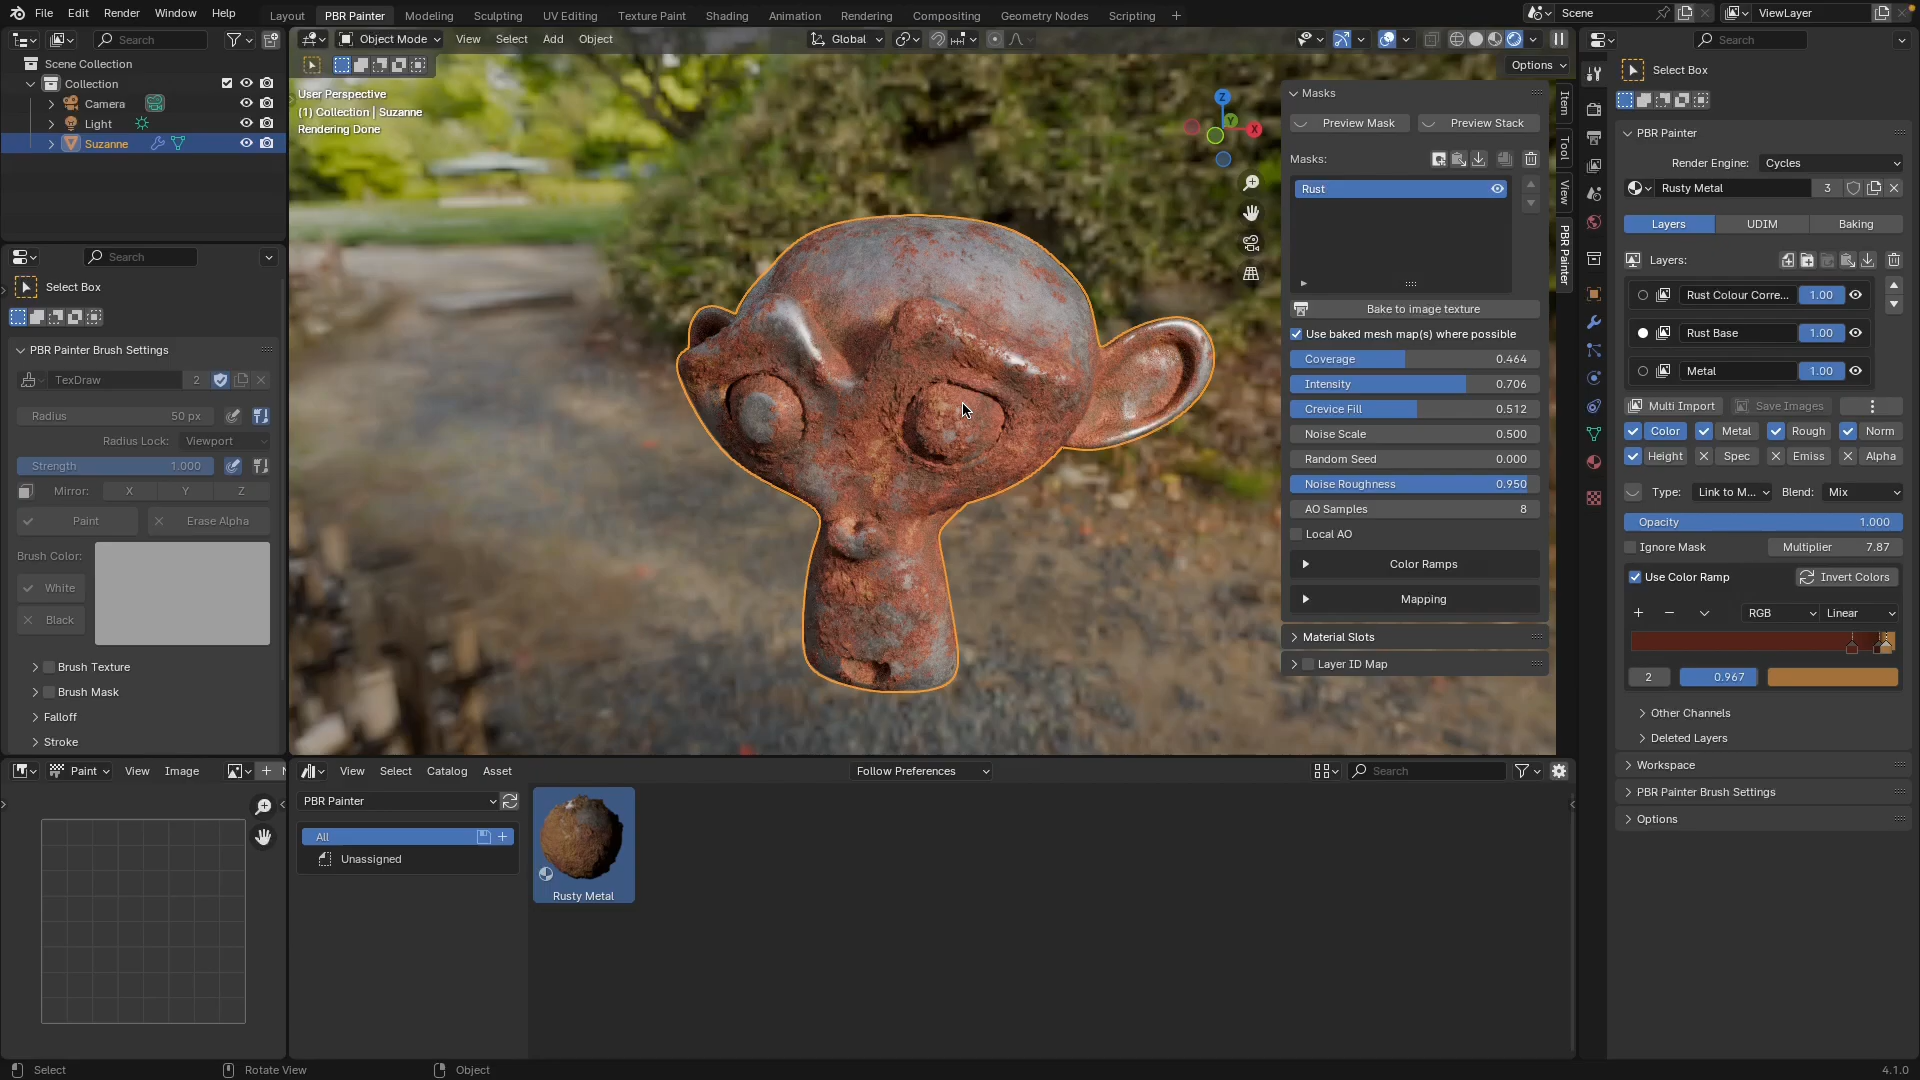 File Edit Render Window Help
Layout PBR Painter Modeling Sculpting UV Editing Texture Paint Shading Animation Rendering Compositing Geometry Nodes Scripting
Scene ViewLayer
Search
Scene Collection
Collection
Camera
Light
Suzanne
Search
Select Box
PBR Painter Brush Settings
TexDraw 2
Radius 50 px
Radius Lock: Viewport
Strength 1.000
Mirror: X Y Z
Paint Erase Alpha
Brush Color:
White
Black
Brush Texture
Brush Mask
Falloff
Stroke
Paint View Image
Object Mode View Select Add Object Global
Options
User Perspective
(1) Collection | Suzanne
Rendering Done
Z
Y
X
Masks
Preview Mask Preview Stack
Masks:
Rust
Bake to image texture
Use baked mesh map(s) where possible
Coverage 0.464
Intensity 0.706
Crevice Fill 0.512
Noise Scale 0.500
Random Seed 0.000
Noise Roughness 0.950
AO Samples 8
Local AO
Color Ramps
Mapping
Material Slots
Layer ID Map
Item
Tool
View
PBR Painter
View Select Catalog Asset Follow Preferences Search
PBR Painter
All
Unassigned
Rusty Metal
Search
Select Box
PBR Painter
Render Engine: Cycles
Rusty Metal 3
Layers UDIM Baking
Layers:
Rust Colour Corre... 1.00
Rust Base 1.00
Metal 1.00
Multi Import Save Images
Color Metal Rough Norm
Height Spec Emiss Alpha
Type: Link to M... Blend: Mix
Opacity 1.000
Ignore Mask Multiplier 7.87
Use Color Ramp Invert Colors
RGB Linear
2 0.967
Other Channels
Deleted Layers
Workspace
PBR Painter Brush Settings
Options
Select Rotate View Object 4.1.0